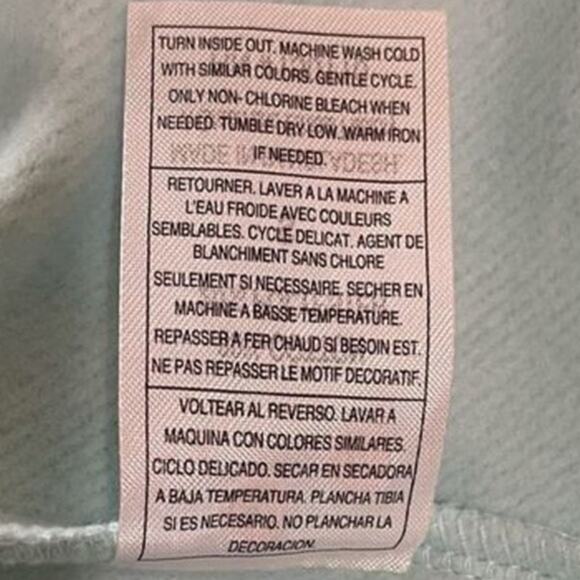 TURN INSIDE OUT. MACHINE WASH COLD
WITH SIMILAR COLORS. GENTLE CYCLE.
ONLY NON- CHLORINE BLEACH WHEN
NEEDED. TUMBLE DRY LOW. WARM IRON
IF NEEDED.
RETOURNER. LAVER A LA MACHINE A
L'EAU FROIDE AVEC COULEURS
SEMBLABLES. CYCLE DELICAT. AGENT DE
BLANCHIMENT SANS CHLORE
SEULEMENT SI NECESSAIRE. SECHER EN
MACHINE A BASSE TEMPERATURE.
REPASSER A FER CHAUD SI BESOIN EST.
NE PAS REPASSER LE MOTIF DECORATIF.
VOLTEAR AL REVERSO. LAVAR A
MAQUINA CON COLORES SIMILARES.
CICLO DELICADO. SECAR EN SECADORA
A BAJA TEMPERATURA. PLANCHA TIBIA
SI ES NECESARIO. NO PLANCHAR LA
DECORACION.